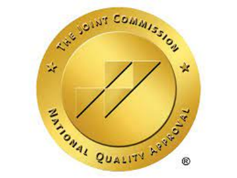 THE JOINT COMMISSION
NATIONAL QUALITY APPROVAL
®